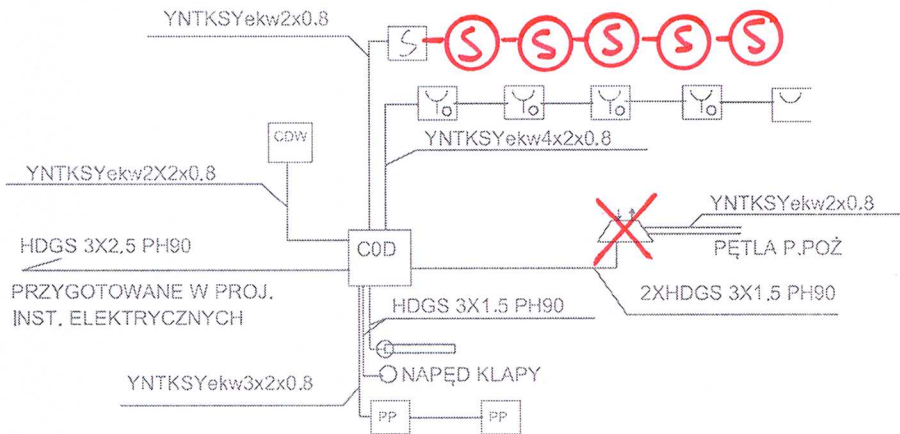 YNTKSYekw2x0.8
S S S S S S
YNTKSYekw4x2x0.8
CDW
YNTKSYekw2X2x0.8
YNTKSYekw2x0.8
HDGS 3X2,5 PH90
C0D
PĘTLA P.POŻ
PRZYGOTOWANE W PROJ.
INST. ELEKTRYCZNYCH
HDGS 3X1.5 PH90
2XHDGS 3X1.5 PH90
NAPĘD KLAPY
YNTKSYekw3x2x0.8
PP PP